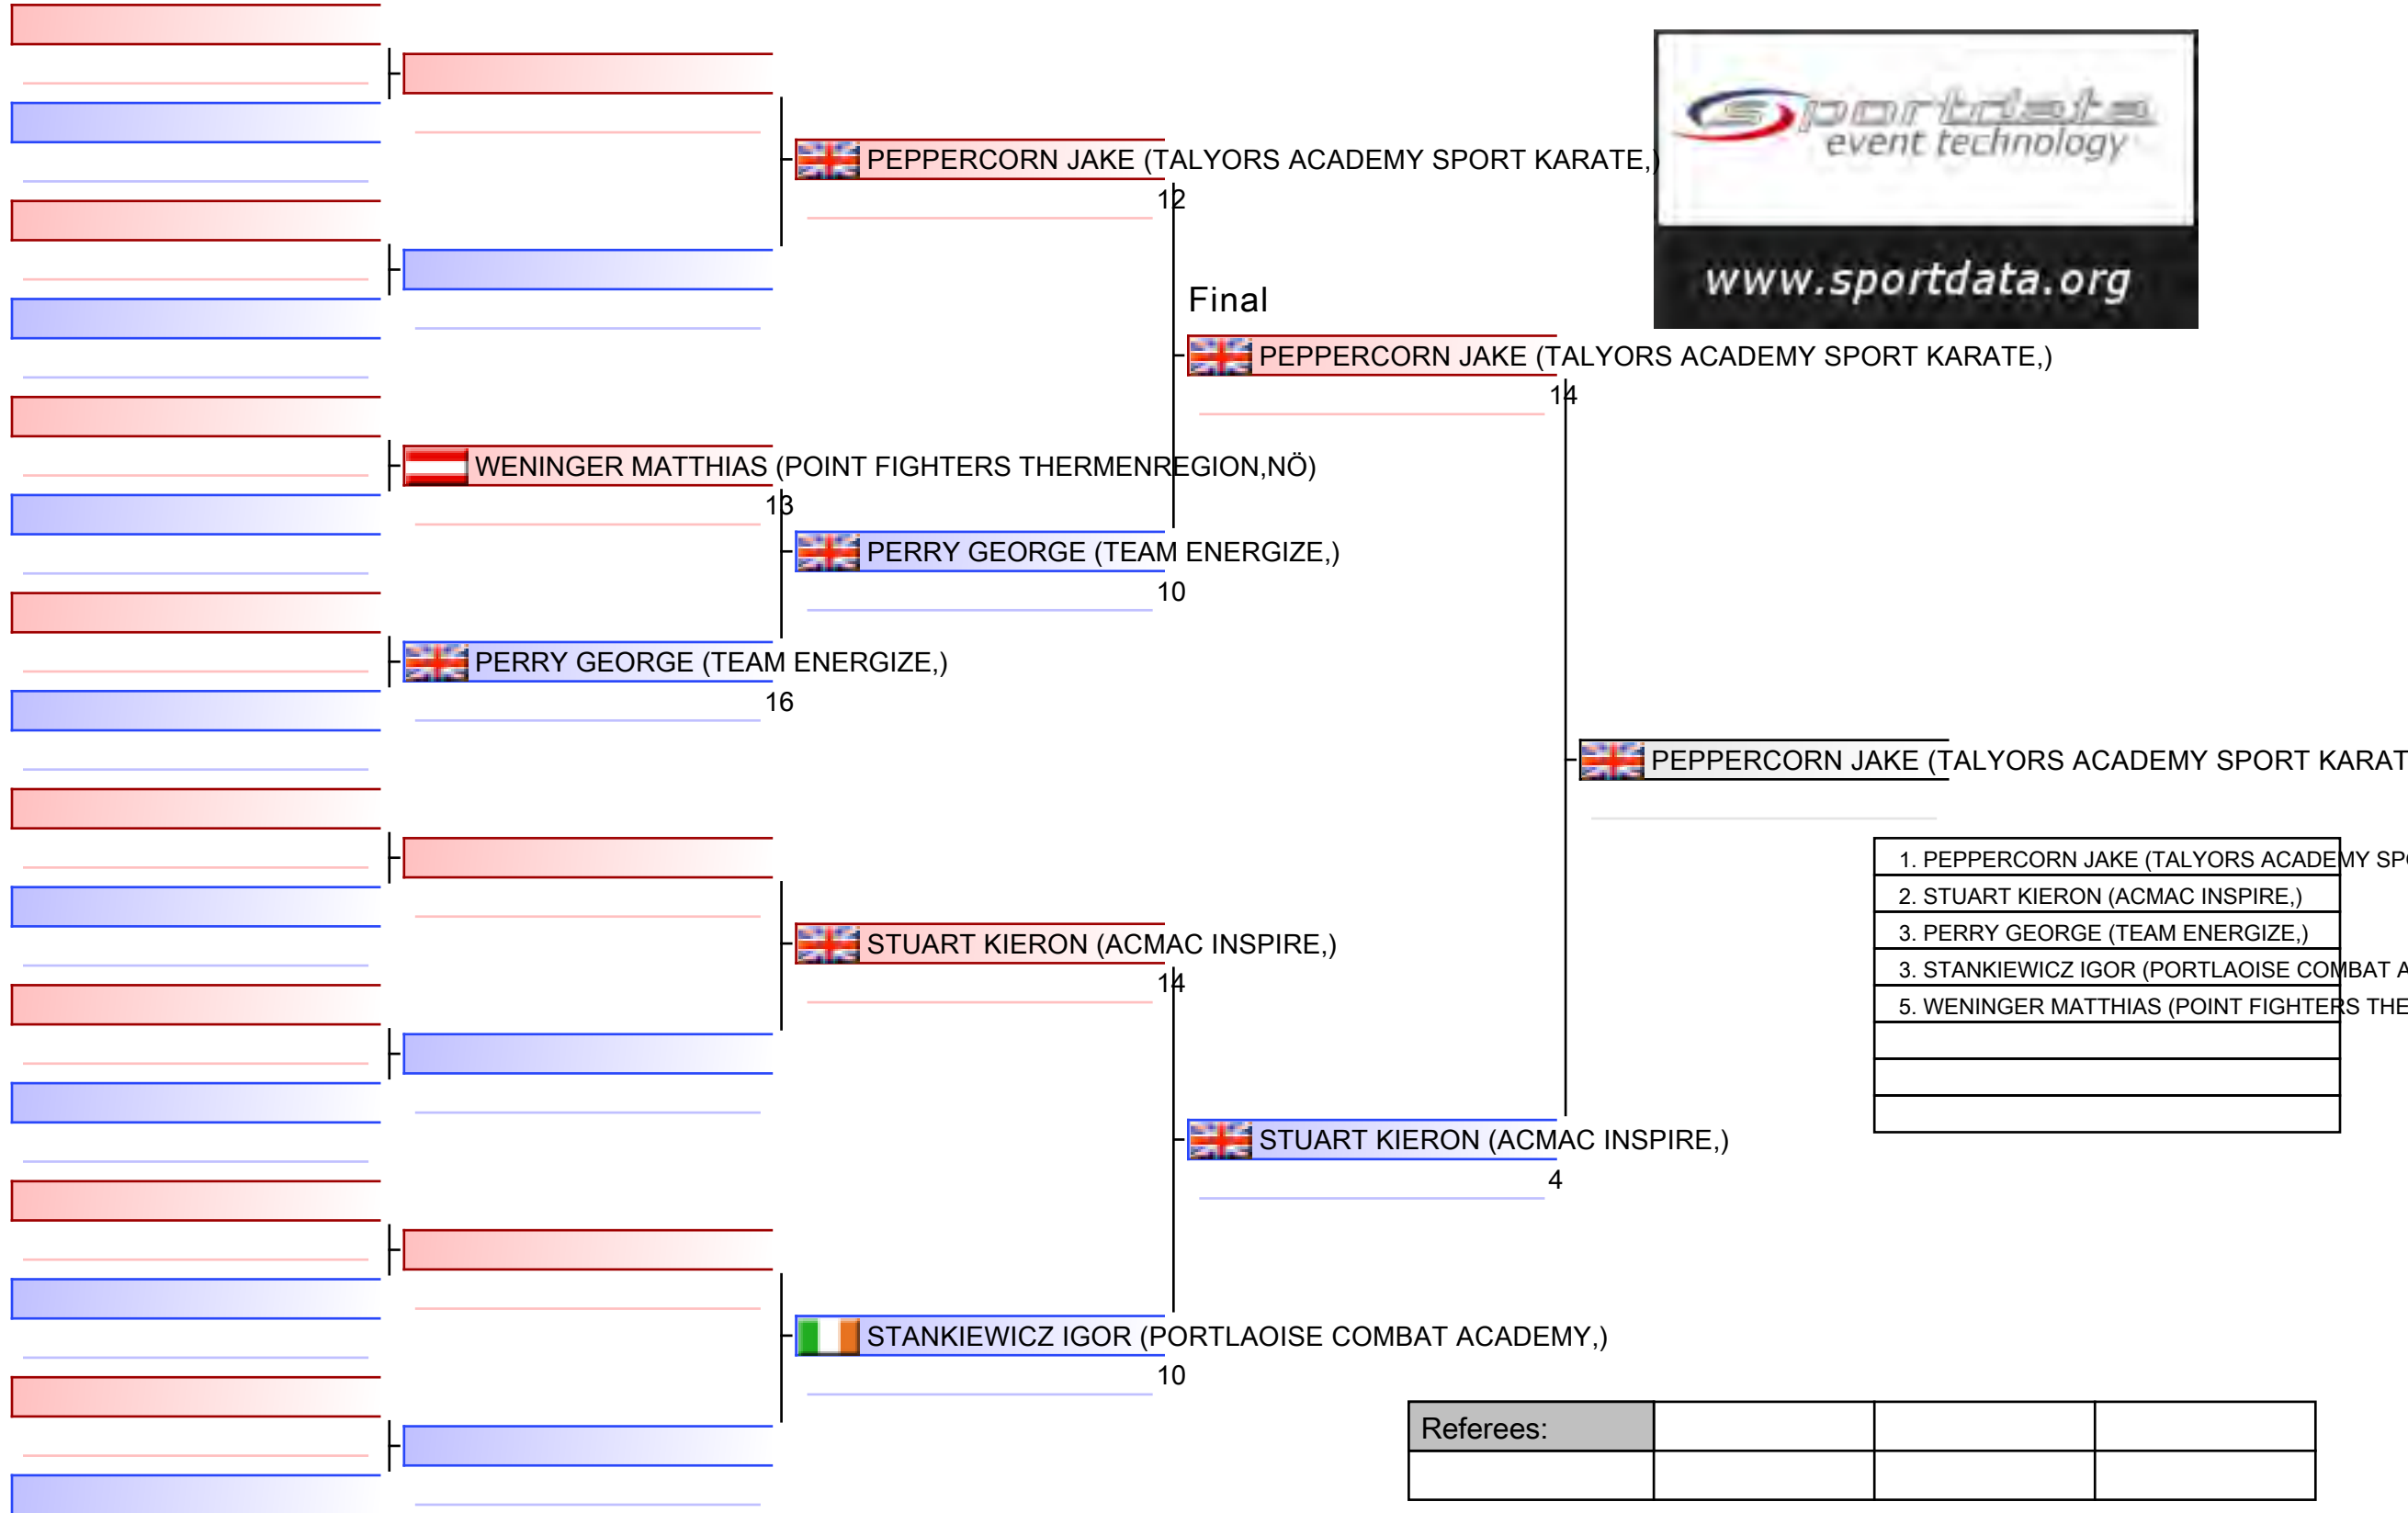 sportdata
event technology
www.sportdata.org
PEPPERCORN JAKE (TALYORS ACADEMY SPORT KARATE,)
12
Final
PEPPERCORN JAKE (TALYORS ACADEMY SPORT KARATE,)
14
WENINGER MATTHIAS (POINT FIGHTERS THERMENREGION,NÖ)
13
PERRY GEORGE (TEAM ENERGIZE,)
10
PERRY GEORGE (TEAM ENERGIZE,)
16
PEPPERCORN JAKE (TALYORS ACADEMY SPORT KARAT
1. PEPPERCORN JAKE (TALYORS ACADEMY SPO
2. STUART KIERON (ACMAC INSPIRE,)
3. PERRY GEORGE (TEAM ENERGIZE,)
3. STANKIEWICZ IGOR (PORTLAOISE COMBAT A
5. WENINGER MATTHIAS (POINT FIGHTERS THE
STUART KIERON (ACMAC INSPIRE,)
14
STUART KIERON (ACMAC INSPIRE,)
4
STANKIEWICZ IGOR (PORTLAOISE COMBAT ACADEMY,)
10
Referees: